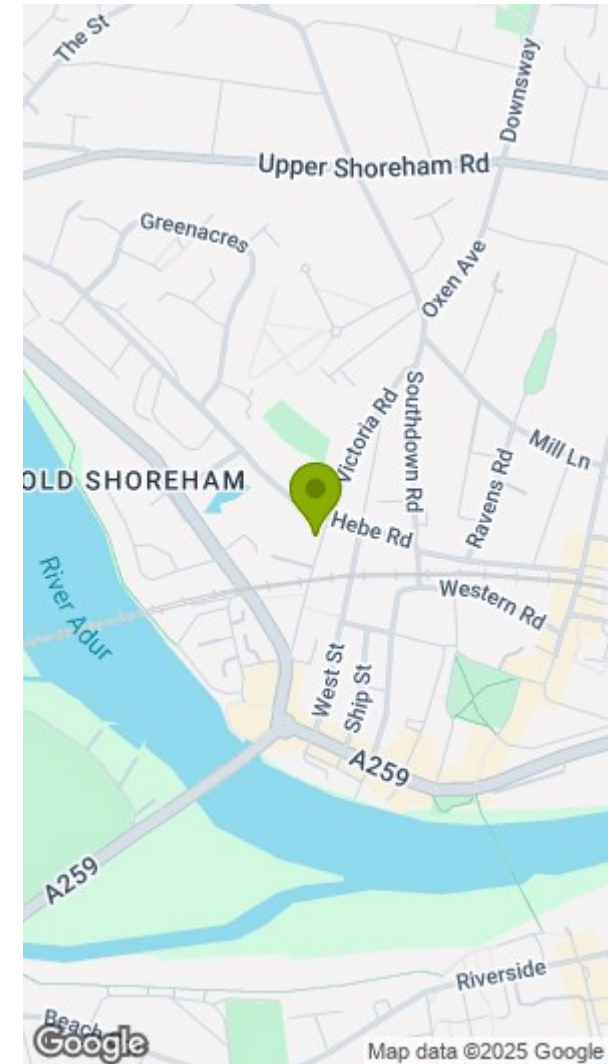 The St
Downsway
Upper Shoreham Rd
Greenacres
Oxen Ave
Victoria Rd
Southdown Rd
Mill Ln
Ravens Rd
OLD SHOREHAM
Hebe Rd
River Adur
Western Rd
West St
Ship St
A259
A259
Riverside
Beach
Google
Map data ©2025 Google